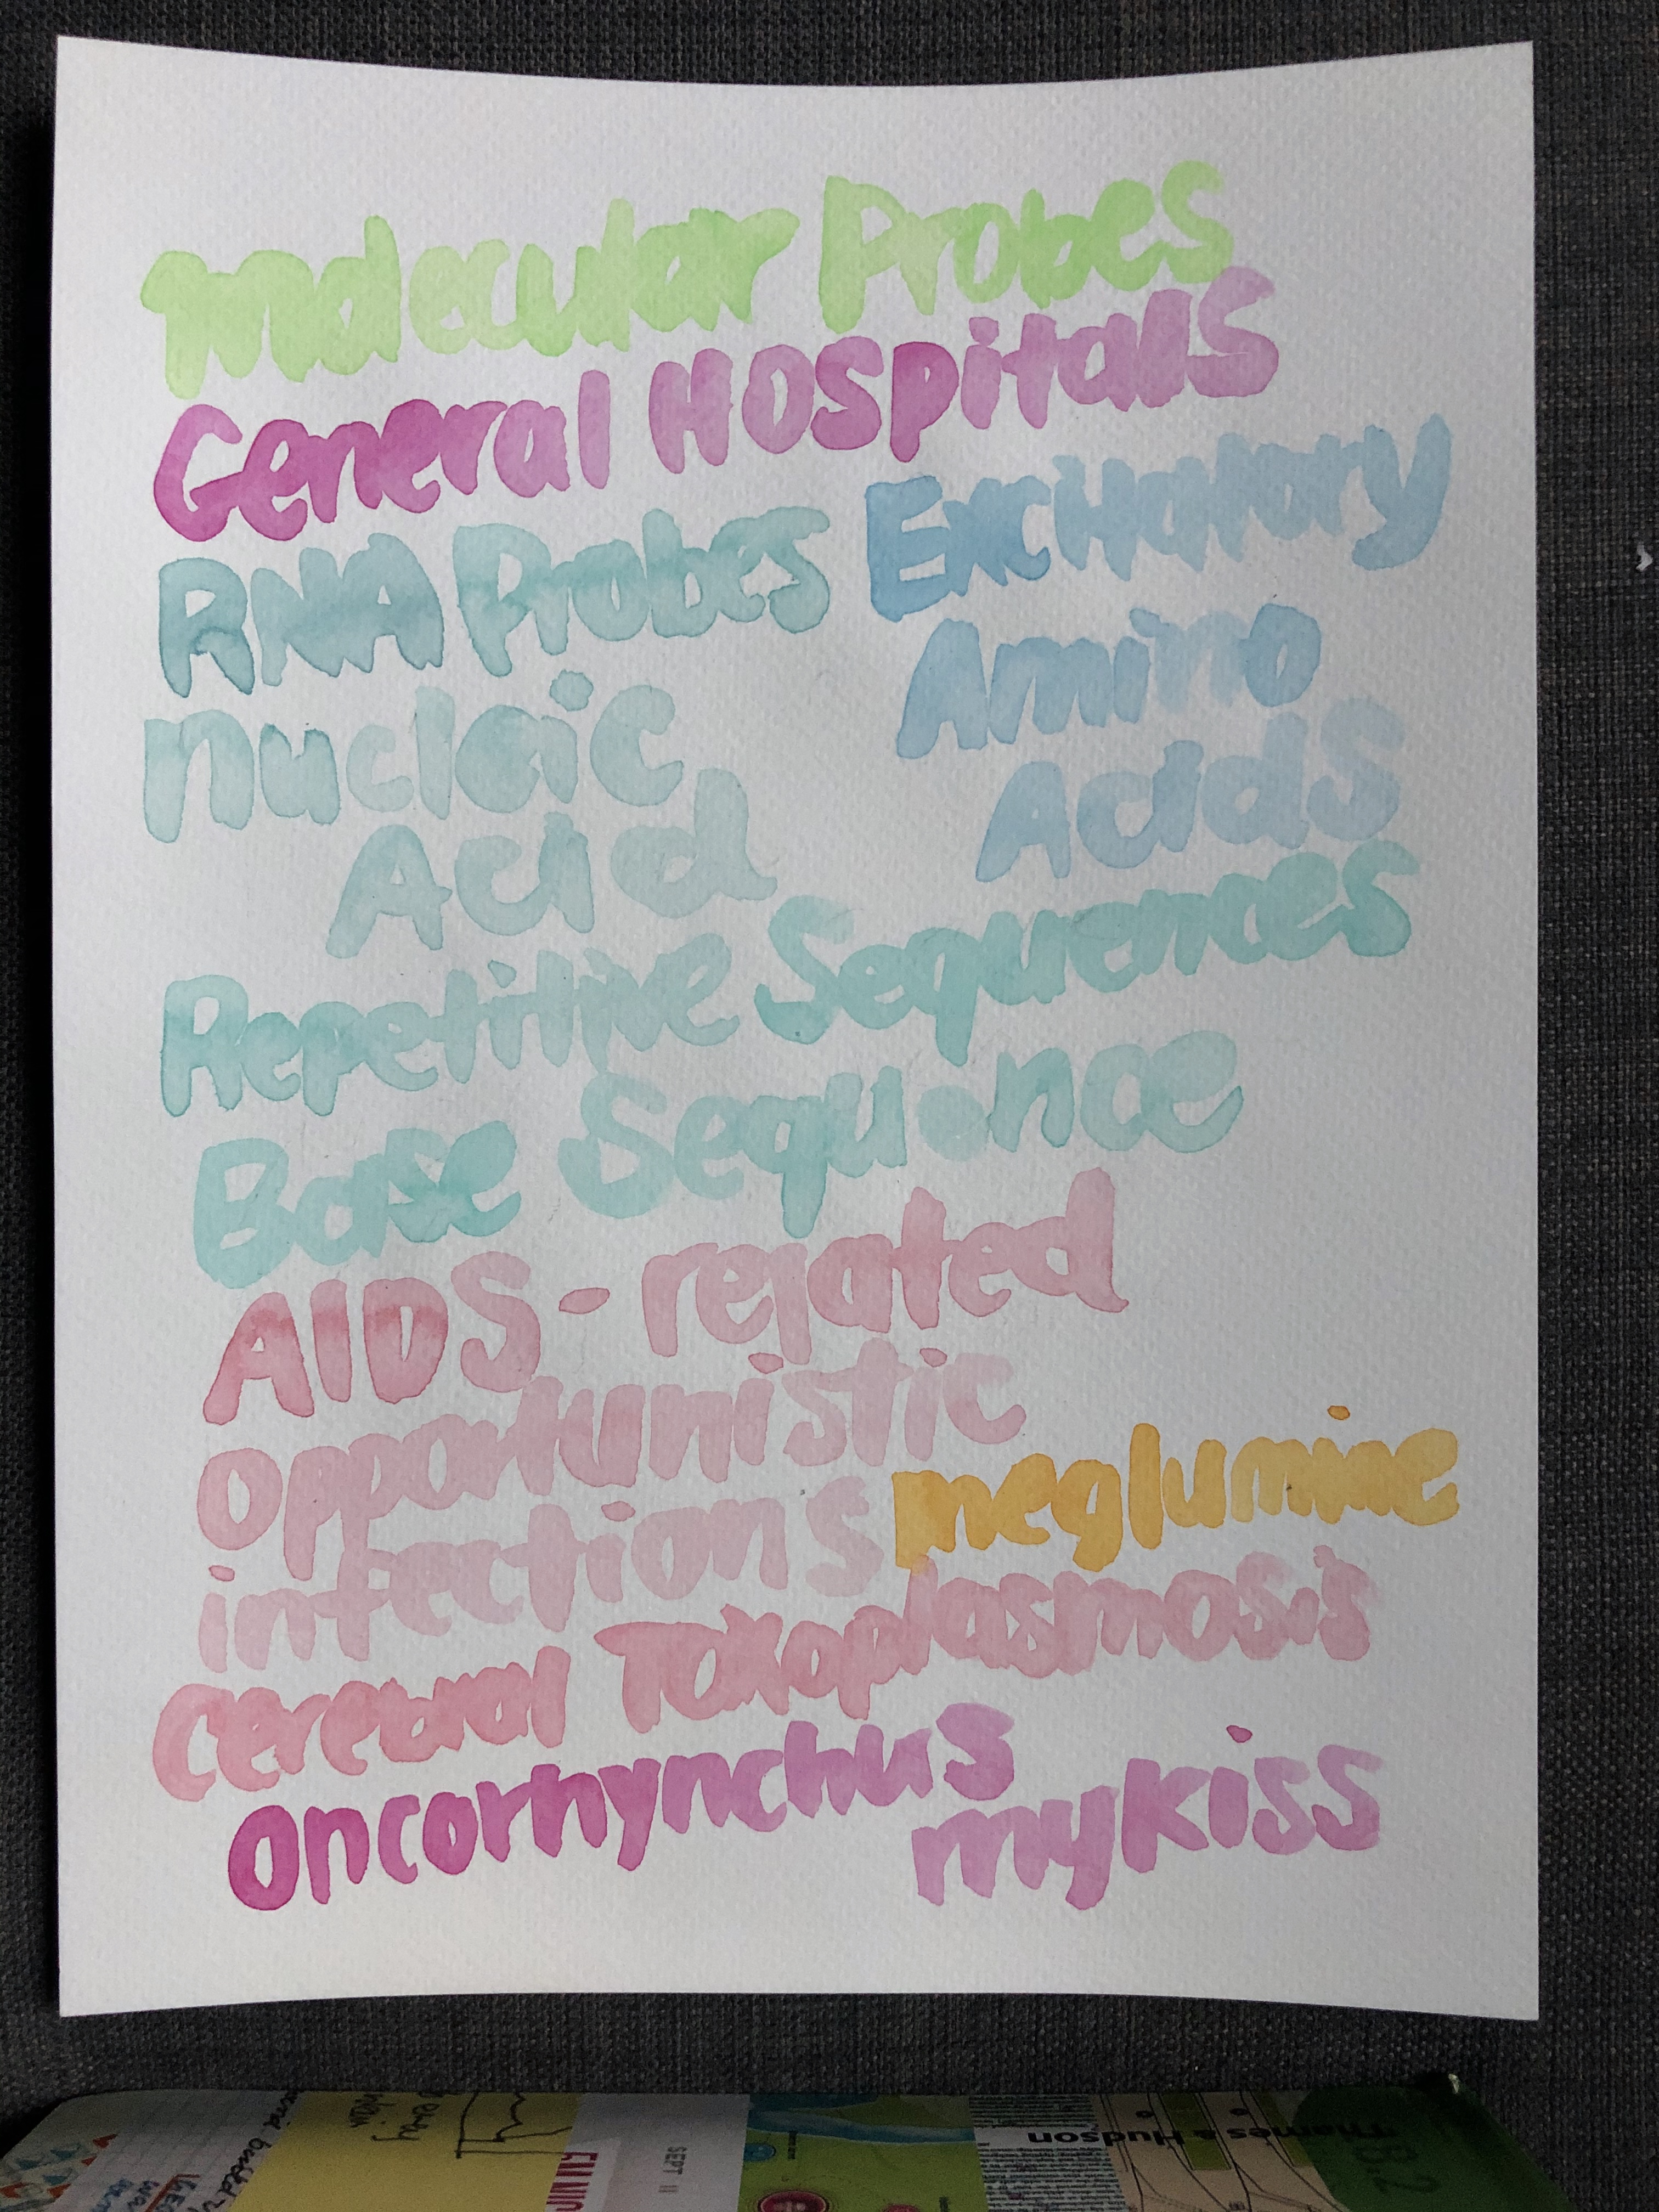 molecular Probes
General Hospitals
RNA Probes
Excitatory
Amino
Acids
nucleic
Acid
Repetitive Sequences
Base Sequence
AIDS-related
opportunistic
infections
meglumine
Cerebral Toxoplasmosis
oncorhynchus
mykiss
SEPT 11
Thames & Hudson